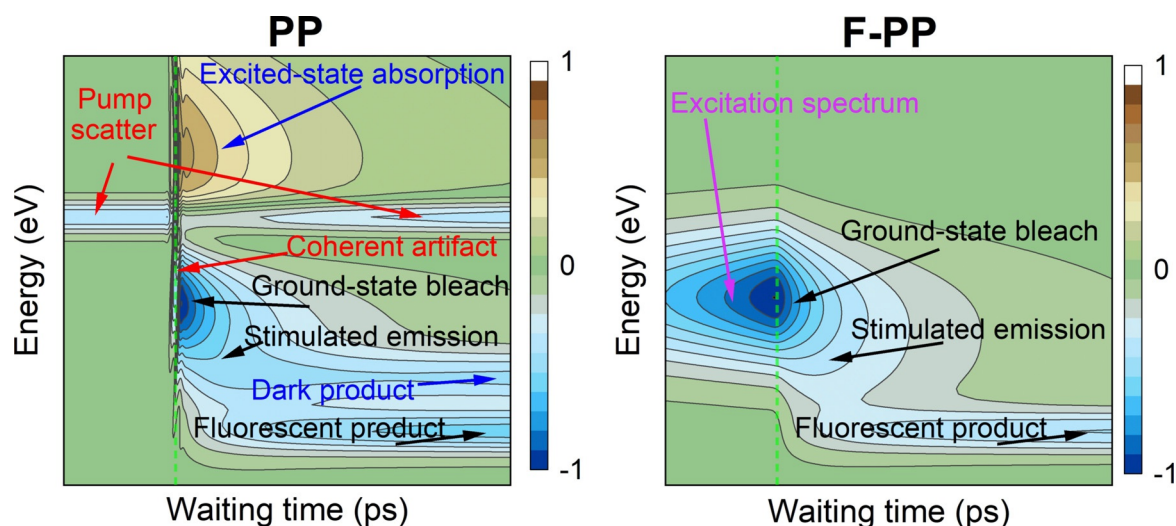 PP
Excited-state absorption
Pump
scatter
Coherent artifact
Ground-state bleach
Stimulated emission
Dark product
Fluorescent product
Energy (eV)
Waiting time (ps)
1
0
-1
F-PP
Excitation spectrum
Ground-state bleach
Stimulated emission
Fluorescent product
Energy (eV)
Waiting time (ps)
1
0
-1